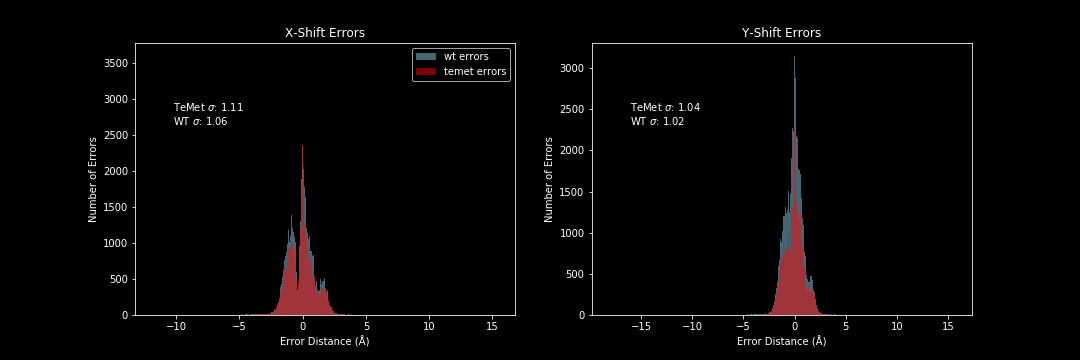 X-Shift Errors
wt errors
temet errors
TeMet σ: 1.11
WT σ: 1.06
Number of Errors
3500
3000
2500
2000
1500
1000
500
0
−10
−5
0
5
10
15
Error Distance (Å)
Y-Shift Errors
TeMet σ: 1.04
WT σ: 1.02
Number of Errors
3000
2500
2000
1500
1000
500
0
−15
−10
−5
0
5
10
15
Error Distance (Å)